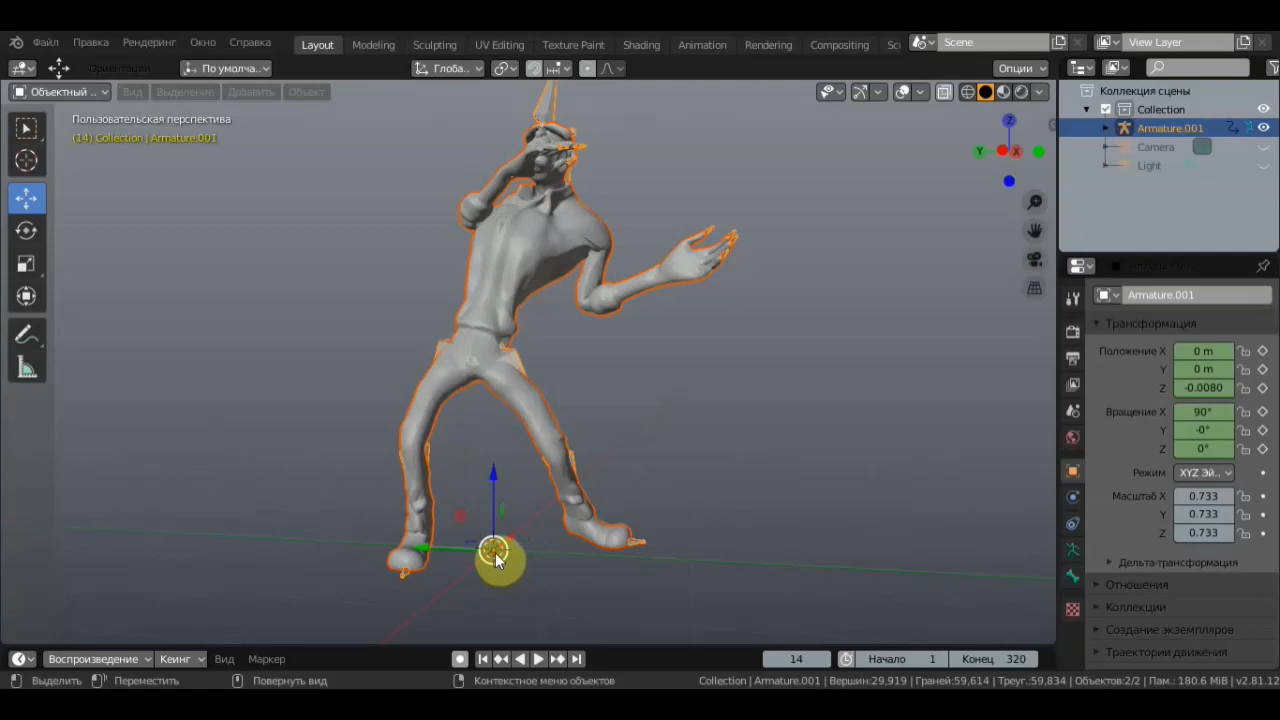 Файл Правка Рендеринг Окно Справка Layout Modeling Sculpting UV Editing Texture Paint Shading Animation Rendering Compositing Sc Scene View Layer
Ориентация По умолча.. Глоба.. Опции
Объектный .. Вид Выделение Добавить Объект
Пользовательская перспектива
(14) Collection | Armature.001
Z
Y
X
Коллекция сцены
Collection
Armature.001
Camera
Light
Armature.001
Трансформация
Положение X 0 m
Y 0 m
Z -0.0080
Вращение X 90°
Y -0°
Z 0°
Режим XYZ Эй..
Масштаб X 0.733
Y 0.733
Z 0.733
Дельта-трансформация
Отношения
Коллекции
Создание экземпляров
Траектории движения
Воспроизведение Кеинг Вид Маркер 14 Начало 1 Конец 320
Выделить Переместить Повернуть вид Контекстное меню объектов Collection | Armature.001 | Вершин:29,919 | Граней:59,614 | Треуг.:59,834 | Объектов:2/2 | Пам.: 180.6 MiB | v2.81.12